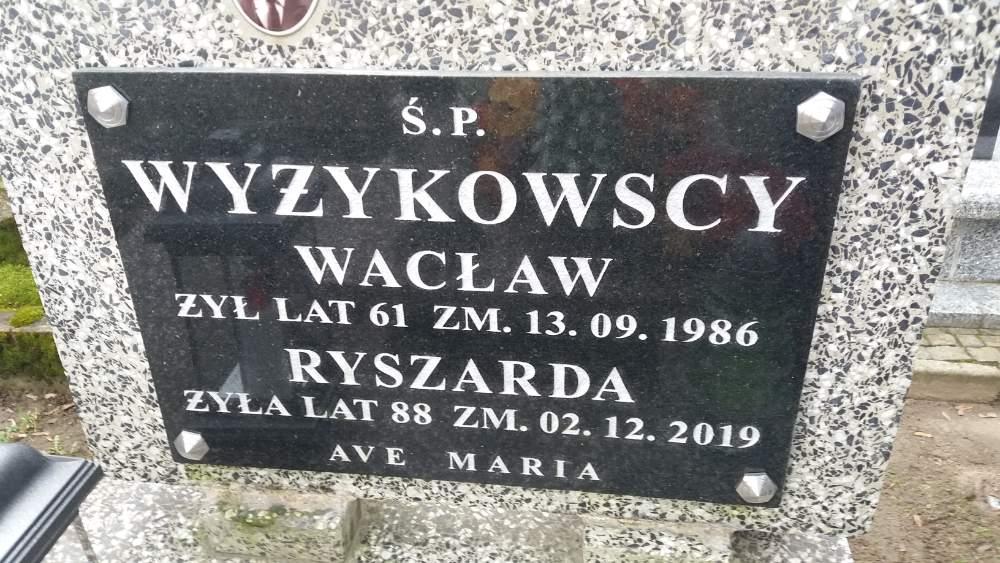 Ś.P.
WYŻYKOWSCY
WACŁAW
ŻYŁ LAT 61 ZM. 13. 09. 1986
RYSZARDA
ŻYŁA LAT 88 ZM. 02. 12. 2019
AVE MARIA